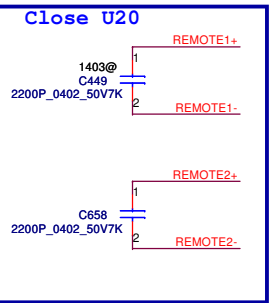 Close U20
REMOTE1+
1
1403@
C449
2200P_0402_50V7K
2
REMOTE1-
REMOTE2+
1
C658
2200P_0402_50V7K
2
REMOTE2-